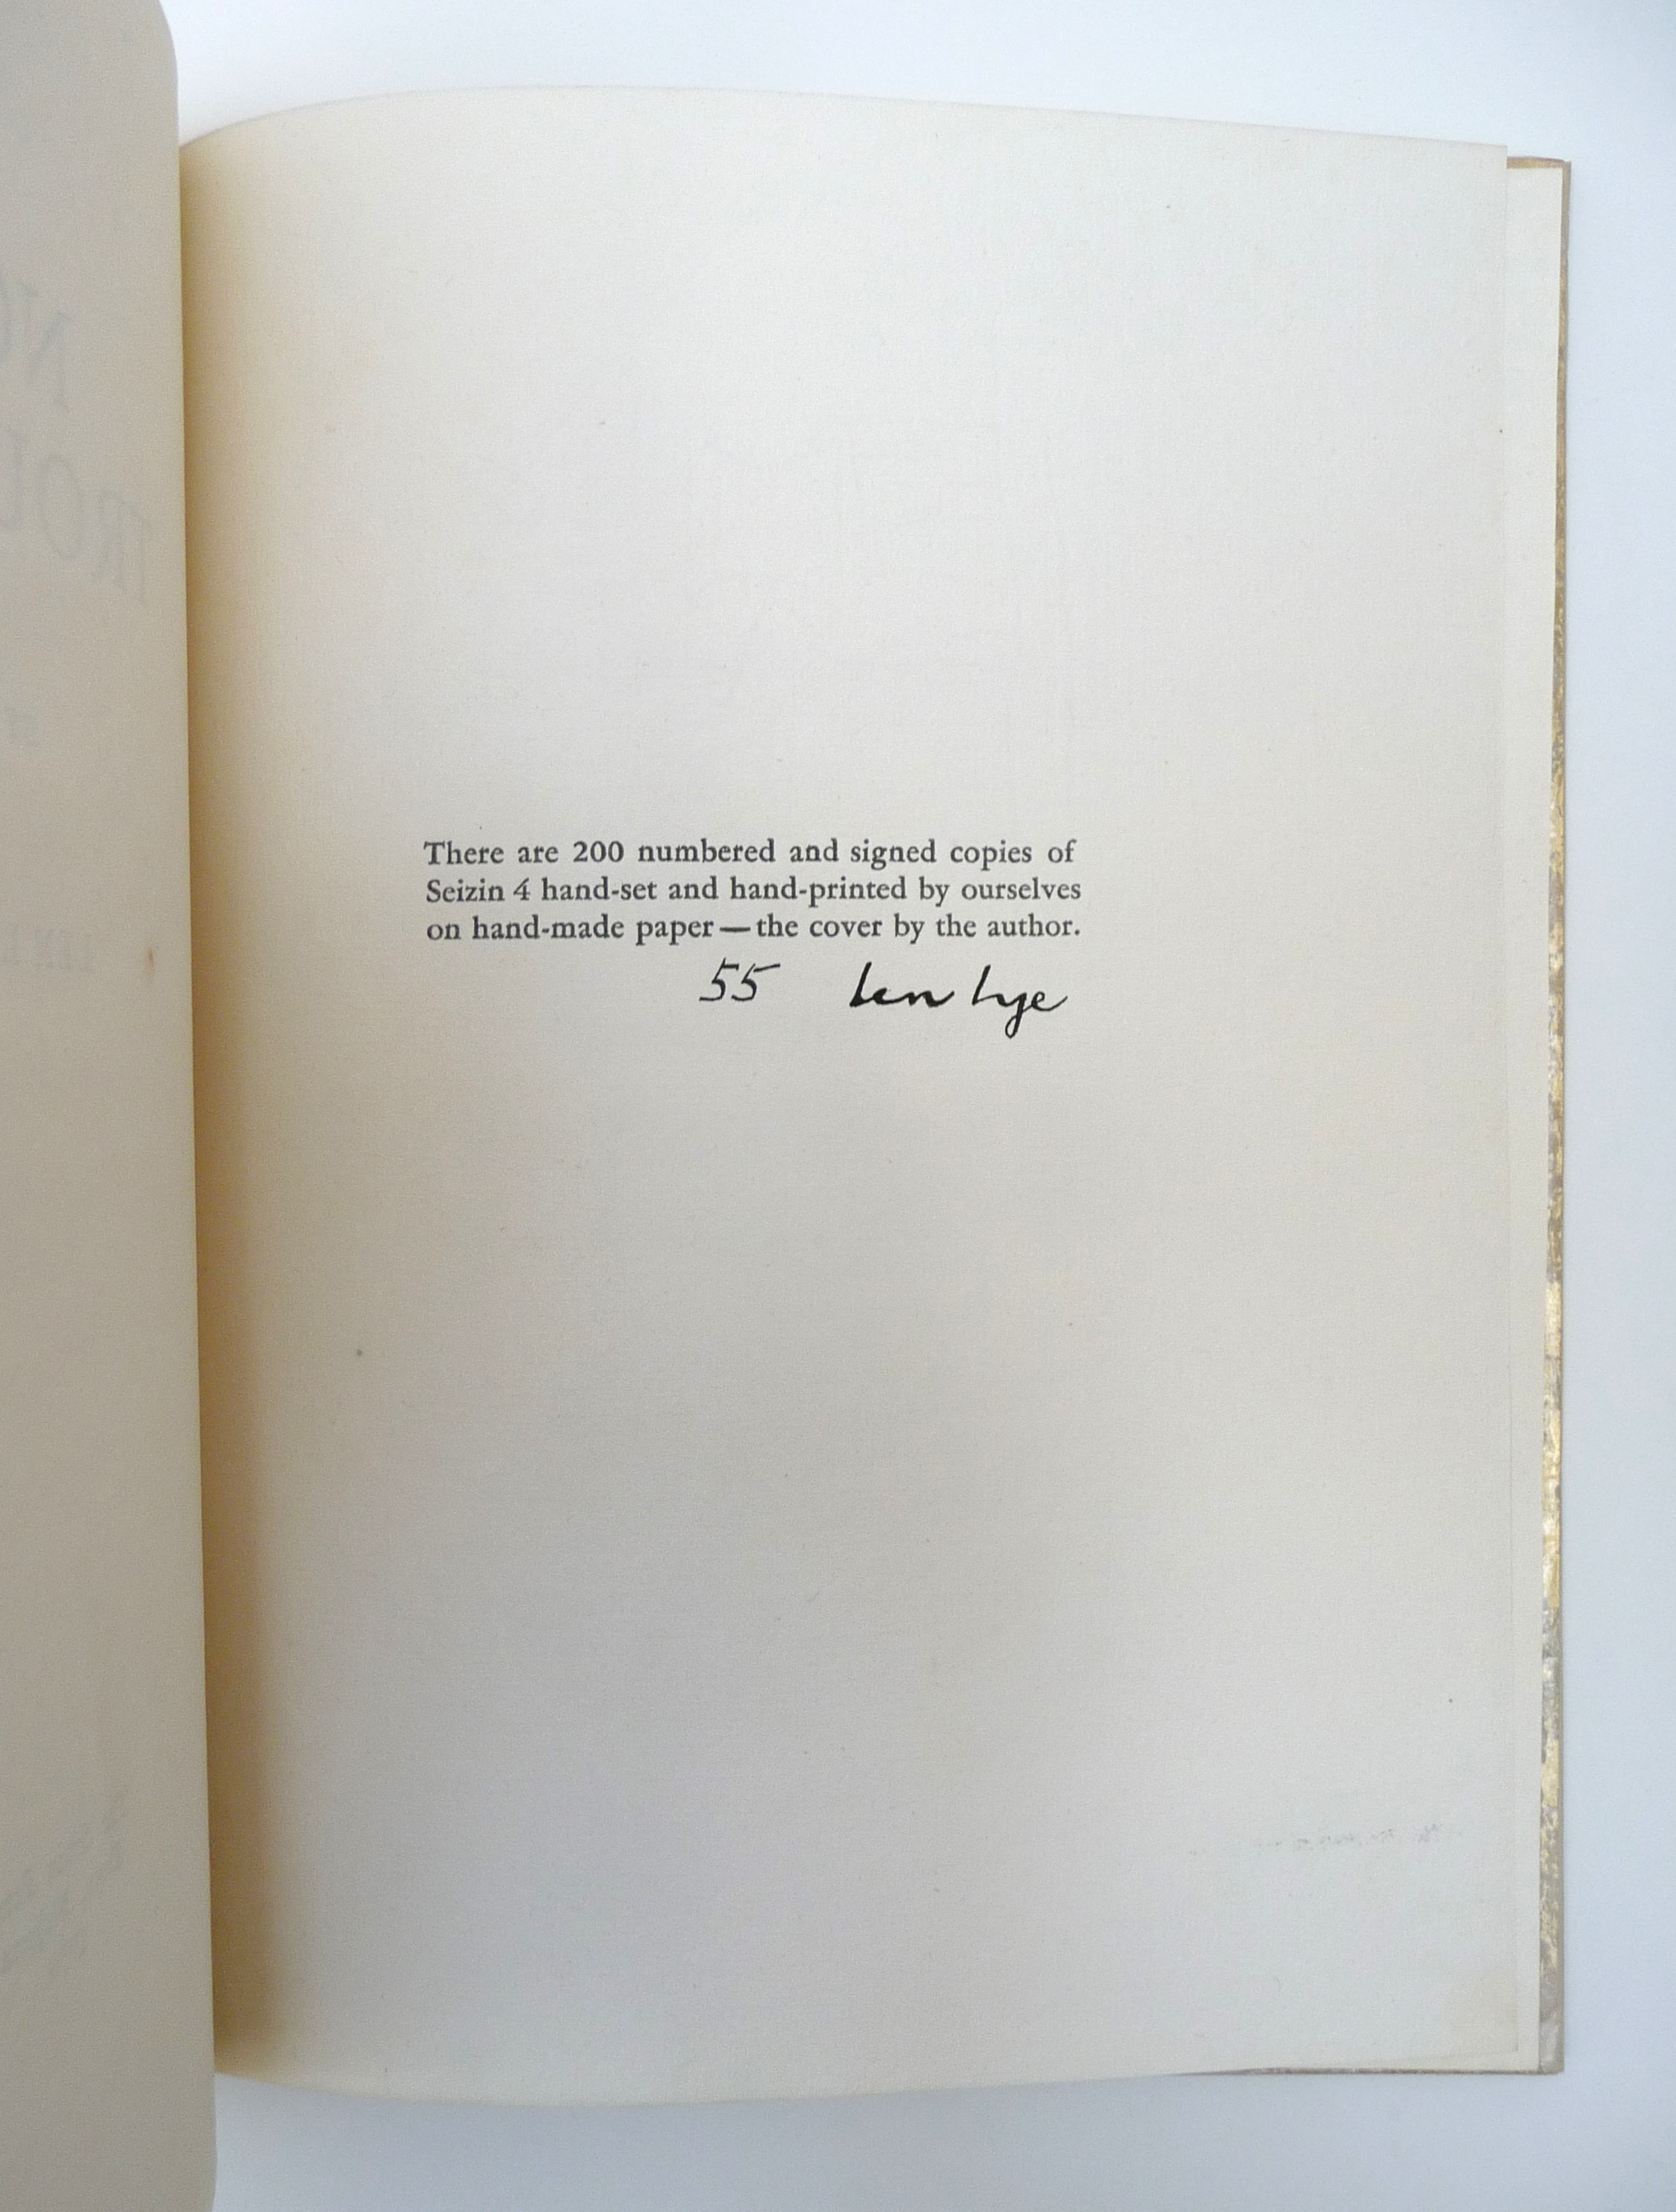 There are 200 numbered and signed copies of
Seizin 4 hand-set and hand-printed by ourselves
on hand-made paper — the cover by the author.
55 Len Lye